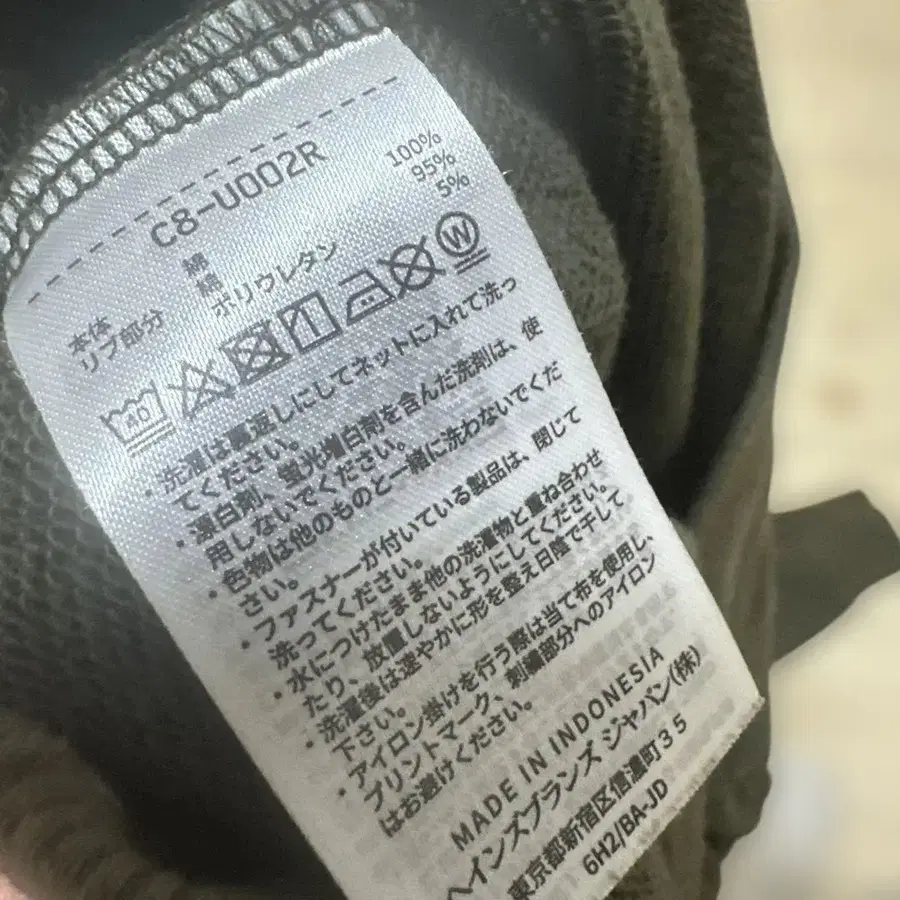 C8-U002R
本体 綿 100%
リブ部分 綿 95%
ポリウレタン 5%
40 W
・洗濯は裏返しにしてネットに入れて洗っ
てください。
・漂白剤、蛍光増白剤を含んだ洗剤は、使
用しないでください。
・色物は他のものと一緒に洗わないでくだ
さい。
・ファスナーが付いている製品は、閉じて
洗ってください。
・水につけたまま他の洗濯物と重ね合わせ
たり、放置しないようにしてください。
・洗濯後は速やかに形を整え日陰で干して
下さい。
・アイロン掛けを行う際は当て布を使用し、
プリントマーク、刺繍部分へのアイロン
はお避けください。
MADE IN INDONESIA
ヘインズブランズ ジャパン(株)
東京都新宿区信濃町35
6H2/BA-JD